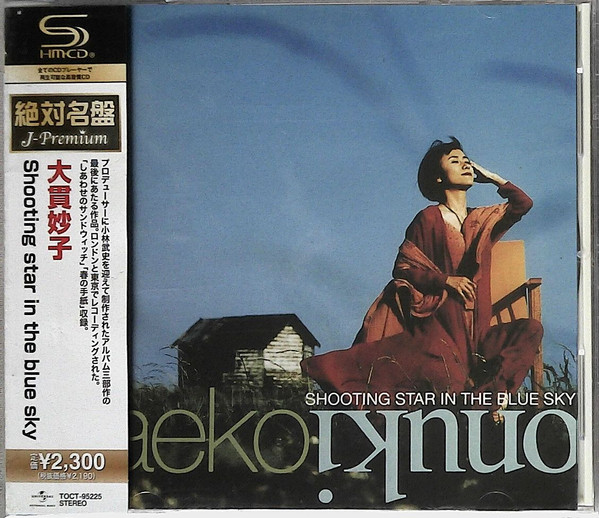 SHM-CD®
全てのCDプレーヤーで
再生可能な高音質CD
絶対名盤
J-Premium
プロデューサーに小林武史を迎えて制作されたアルバム三部作の
最後にあたる作品。ロンドンと東京でレコーディングされた。
「しあわせのサンドウィッチ」「春の手紙」収録。
大貫妙子
Shooting star in the blue sky
定価¥2,300
(税抜価格¥2,190)
UNIVERSAL
TOCT-95225
STEREO
SHOOTING STAR IN THE BLUE SKY
aeko
onuki